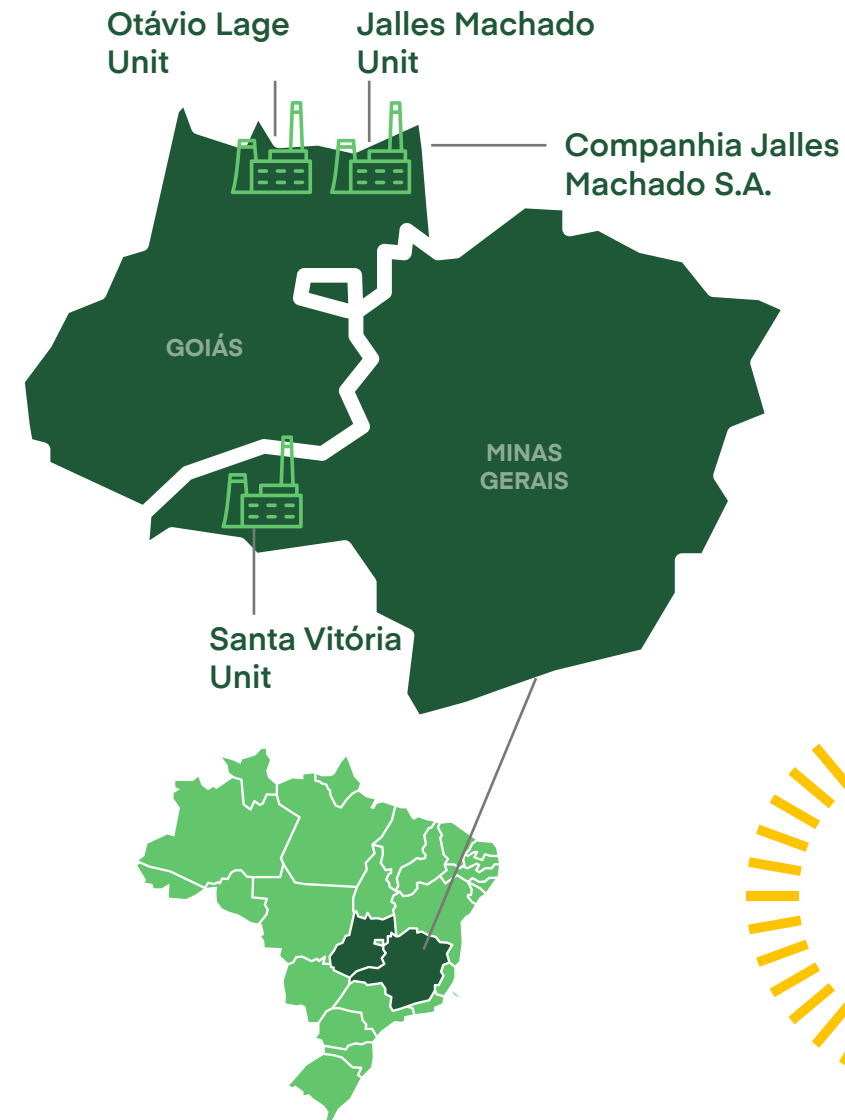 Otávio Lage
Unit
Jalles Machado
Unit
Companhia Jalles
Machado S.A.
GOIÁS
MINAS
GERAIS
Santa Vitória
Unit